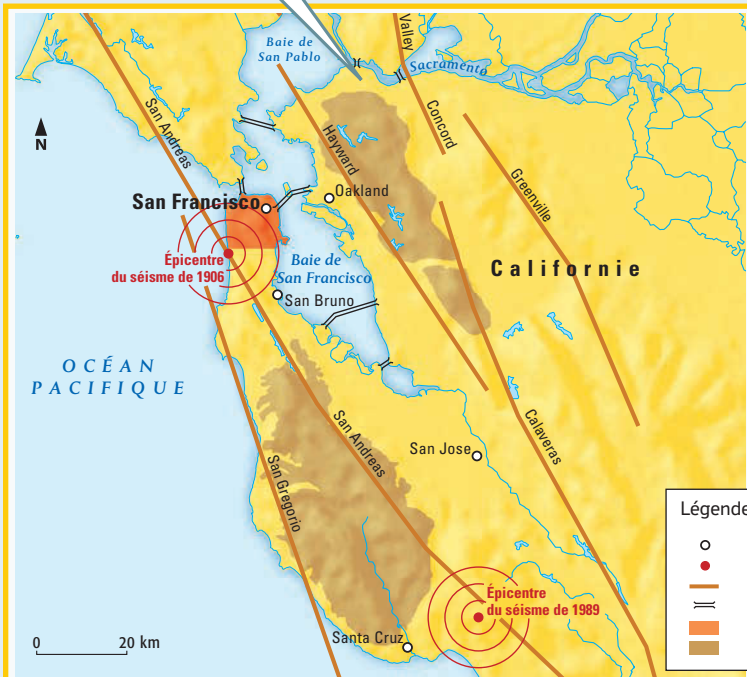 Baie de
San Pablo
Valley
Sacramento
N
San Andreas
Hayward
Concord
Greenville
San Francisco
Oakland
Épicentre
du séisme de 1906
Baie de
San Francisco
Californie
San Bruno
OCÉAN
PACIFIQUE
San Andreas
San Gregorio
San Jose
Calaveras
Légende
Épicentre
du séisme de 1989
Santa Cruz
0 20 km